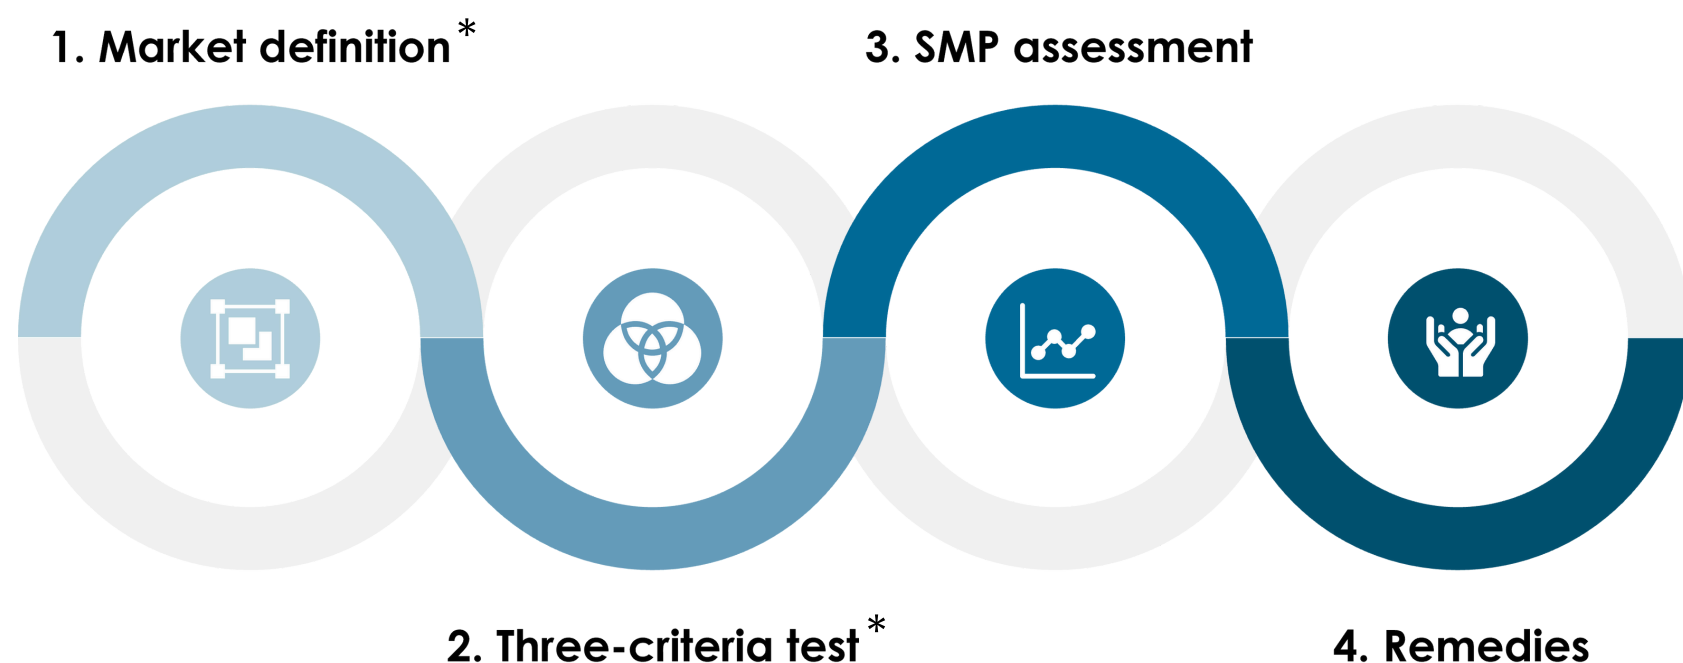 1. Market definition*
2. Three-criteria test*
3. SMP assessment
4. Remedies